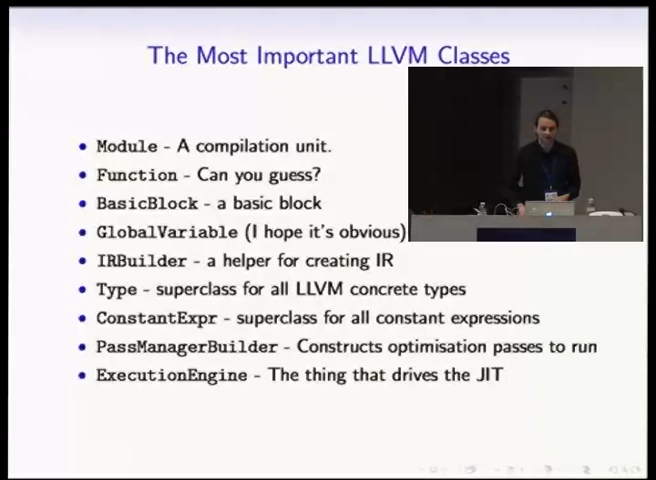 The Most Important LLVM Classes
Module - A compilation unit.
Function - Can you guess?
BasicBlock - a basic block
GlobalVariable (I hope it's obvious)
IRBuilder - a helper for creating IR
Type - superclass for all LLVM concrete types
ConstantExpr - superclass for all constant expressions
PassManagerBuilder - Constructs optimisation passes to run
ExecutionEngine - The thing that drives the JIT